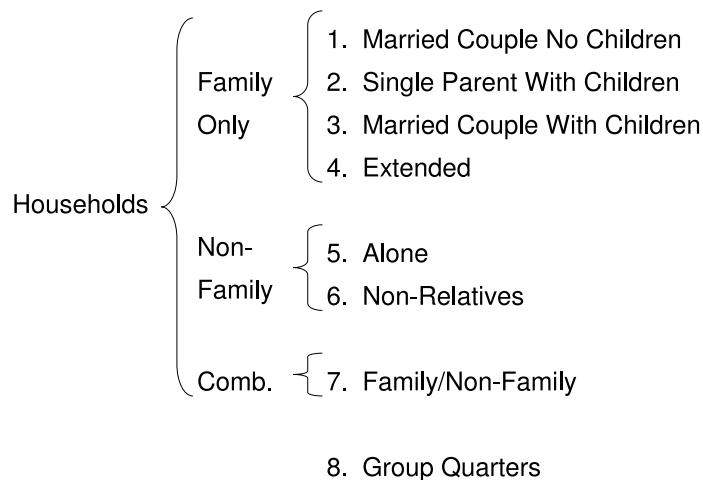 1. Married Couple No Children
Family
2. Single Parent With Children
Only
3. Married Couple With Children
4. Extended
Households
Non-
5. Alone
Family
6. Non-Relatives
Comb.
7. Family/Non-Family
8. Group Quarters